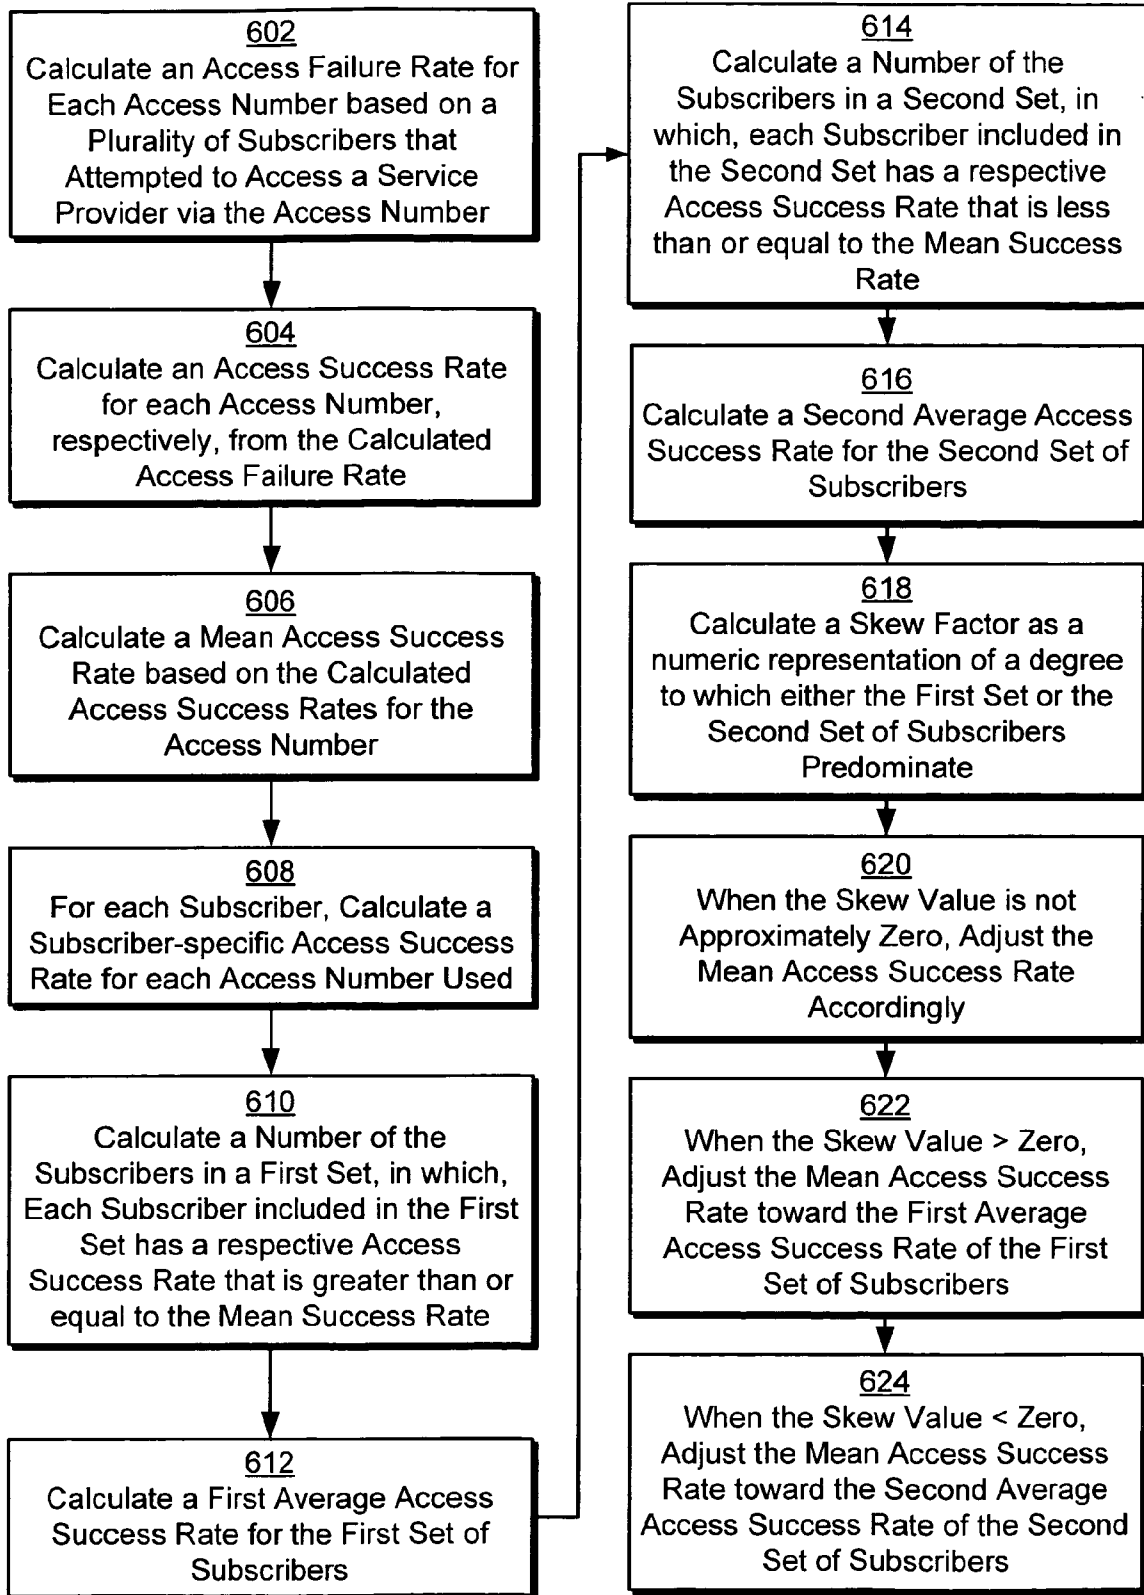 602
Calculate an Access Failure Rate for
Each Access Number based on a
Plurality of Subscribers that
Attempted to Access a Service
Provider via the Access Number
604
Calculate an Access Success Rate
for each Access Number,
respectively, from the Calculated
Access Failure Rate
606
Calculate a Mean Access Success
Rate based on the Calculated
Access Success Rates for the
Access Number
608
For each Subscriber, Calculate a
Subscriber-specific Access Success
Rate for each Access Number Used
610
Calculate a Number of the
Subscribers in a First Set, in which,
Each Subscriber included in the First
Set has a respective Access
Success Rate that is greater than or
equal to the Mean Success Rate
612
Calculate a First Average Access
Success Rate for the First Set of
Subscribers
614
Calculate a Number of the
Subscribers in a Second Set, in
which, each Subscriber included in
the Second Set has a respective
Access Success Rate that is less
than or equal to the Mean Success
Rate
616
Calculate a Second Average Access
Success Rate for the Second Set of
Subscribers
618
Calculate a Skew Factor as a
numeric representation of a degree
to which either the First Set or the
Second Set of Subscribers
Predominate
620
When the Skew Value is not
Approximately Zero, Adjust the
Mean Access Success Rate
Accordingly
622
When the Skew Value > Zero,
Adjust the Mean Access Success
Rate toward the First Average
Access Success Rate of the First
Set of Subscribers
624
When the Skew Value < Zero,
Adjust the Mean Access Success
Rate toward the Second Average
Access Success Rate of the Second
Set of Subscribers